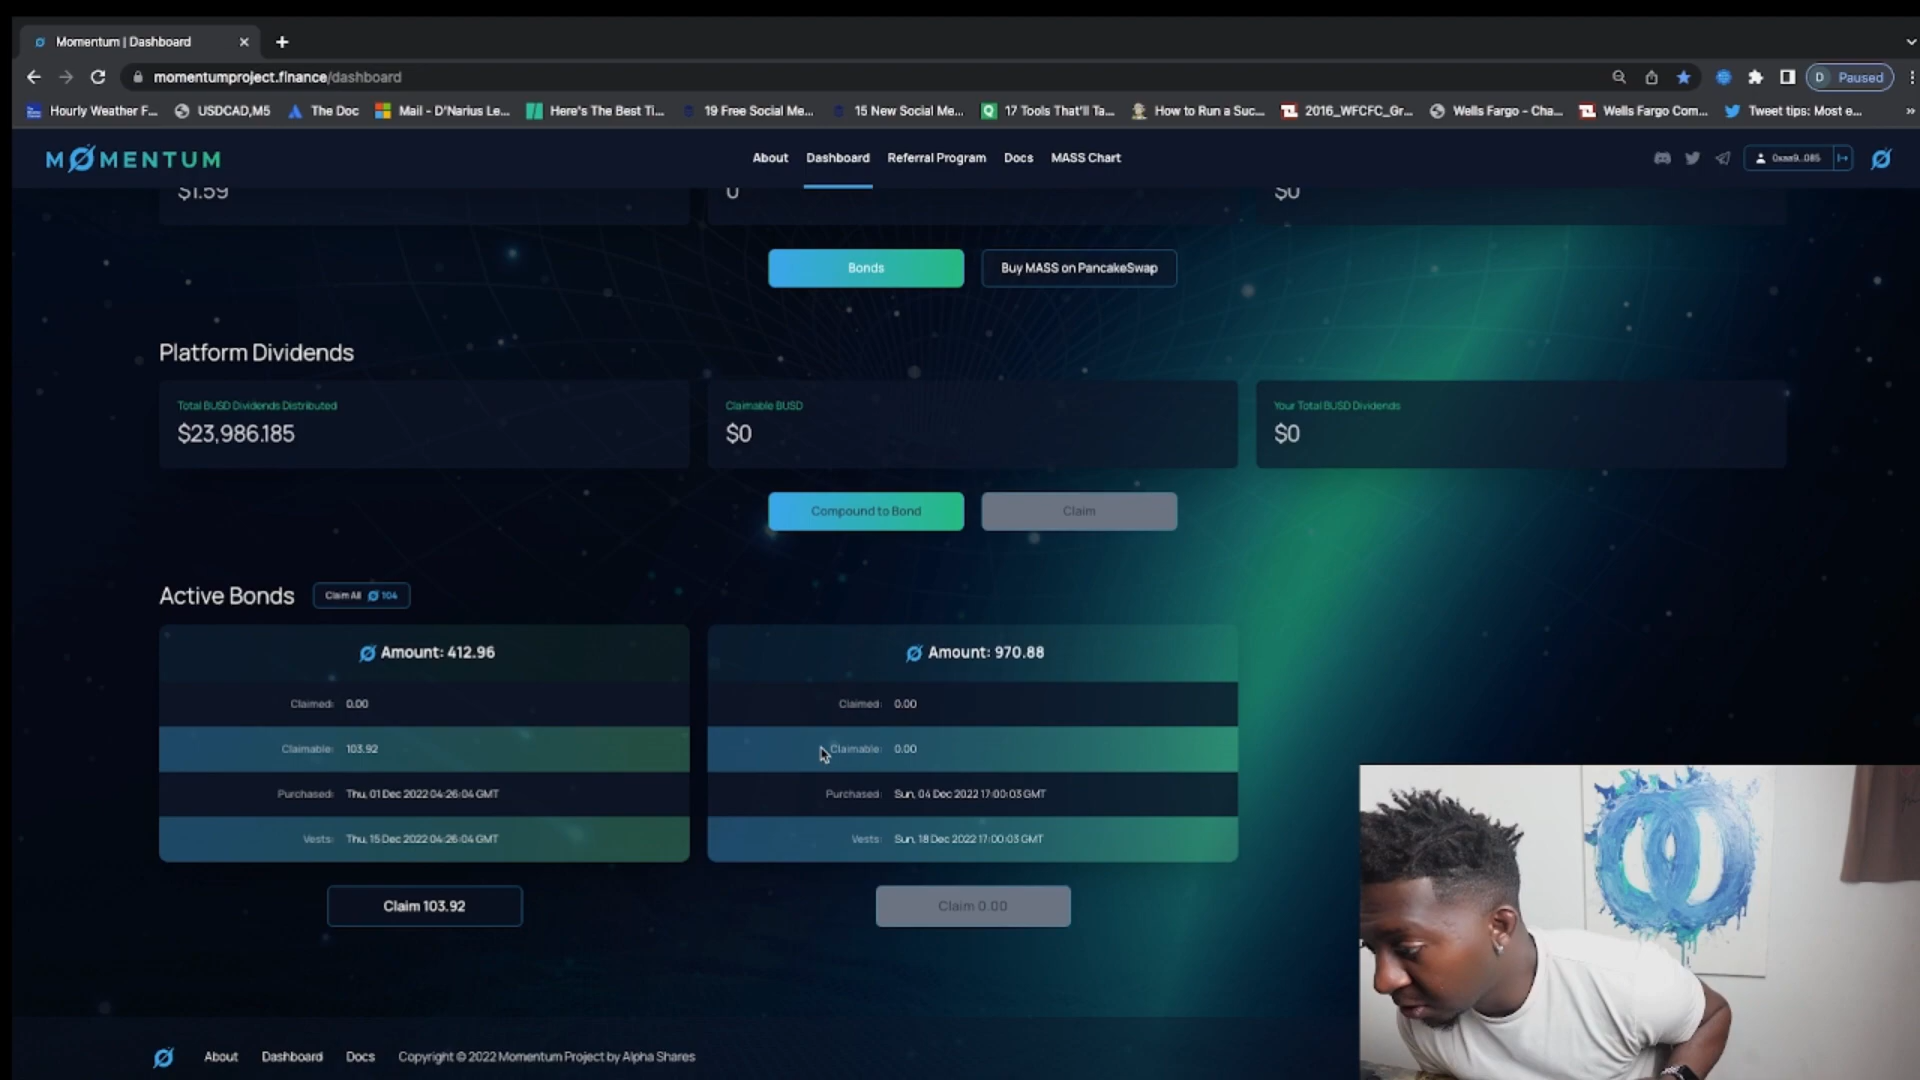 Momentum | Dashboard
momentumproject.finance/dashboard
D Paused
Hourly Weather F...
USDCAD,M5
The Doc
Mail - D'Narius Le...
Here's The Best Ti...
19 Free Social Me...
15 New Social Me...
17 Tools That'll Ta...
How to Run a Suc...
2016_WFCFC_Gr...
Wells Fargo - Cha...
Wells Fargo Com...
Tweet tips: Most e...
MOMENTUM
About
Dashboard
Referral Program
Docs
MASS Chart
$1.59
0
$0
Bonds
Buy MASS on PancakeSwap
Platform Dividends
Total BUSD Dividends Distributed
$23,986.185
Claimable BUSD
$0
Your Total BUSD Dividends
$0
Compound to Bond
Claim
Active Bonds
Claim All 104
Amount: 412.96
Claimed: 0.00
Claimable: 103.92
Purchased: Thu, 01 Dec 2022 04:26:04 GMT
Vests: Thu, 15 Dec 2022 04:26:04 GMT
Claim 103.92
Amount: 970.88
Claimed: 0.00
Claimable: 0.00
Purchased: Sun, 04 Dec 2022 17:00:03 GMT
Vests: Sun, 18 Dec 2022 17:00:03 GMT
Claim 0.00
About
Dashboard
Docs
Copyright © 2022 Momentum Project by Alpha Shares